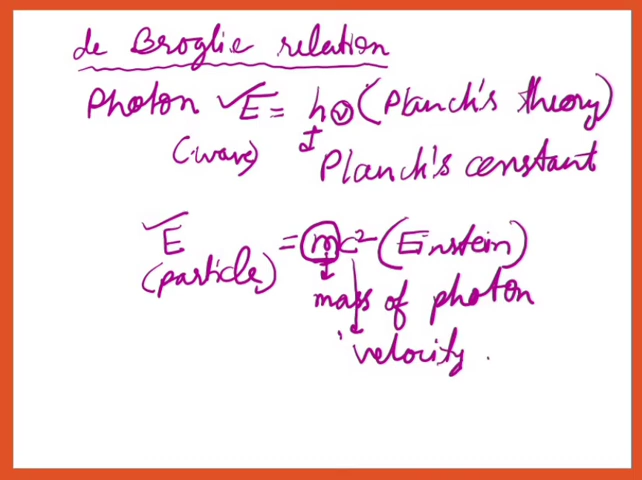 de Broglie relation
Photon ✓E = hν (Planck's theory)
(wave) Planck's constant
✓E = mc² (Einstein)
(particle)
mass of photon
velocity.